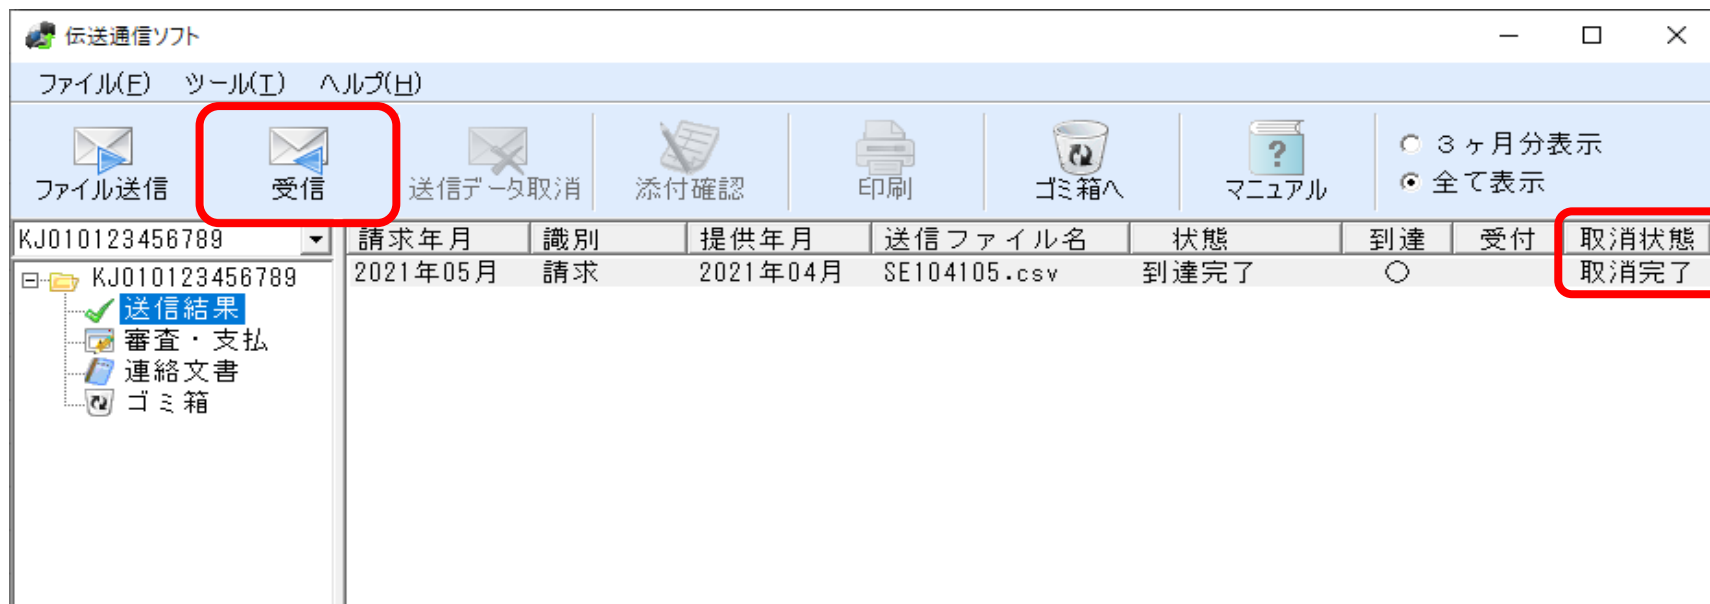 伝送通信ソフト
ファイル(F) ツール(T) ヘルプ(H)
ファイル送信 受信 送信データ取消 添付確認 印刷 ゴミ箱へ マニュアル
３ヶ月分表示
全て表示
KJ010123456789
請求年月 識別 提供年月 送信ファイル名 状態 到達 受付 取消状態
2021年05月 請求 2021年04月 SE104105.csv 到達完了 ○ 取消完了
KJ010123456789
送信結果
審査・支払
連絡文書
ゴミ箱